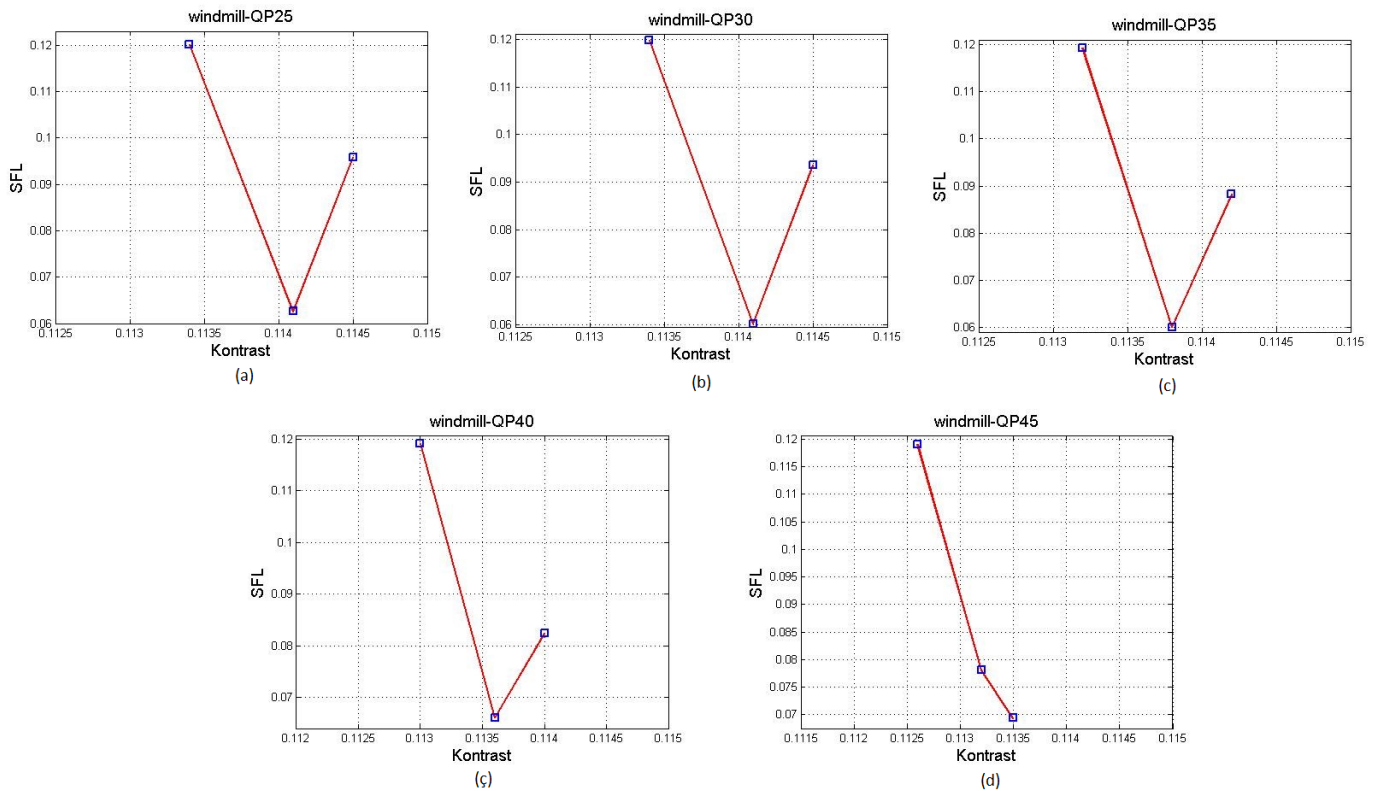 windmill-QP25
0.12
0.11
0.1
0.09
0.08
0.07
0.06
SFL
0.1125 0.113 0.1135 0.114 0.1145 0.115
Kontrast
(a)
windmill-QP30
0.12
0.11
0.1
0.09
0.08
0.07
0.06
SFL
0.1125 0.113 0.1135 0.114 0.1145 0.115
Kontrast
(b)
windmill-QP35
0.12
0.11
0.1
0.09
0.08
0.07
0.06
SFL
0.1125 0.113 0.1135 0.114 0.1145 0.115
Kontrast
(c)
windmill-QP40
0.12
0.11
0.1
0.09
0.08
0.07
SFL
0.112 0.1125 0.113 0.1135 0.114 0.1145 0.115
Kontrast
(ç)
windmill-QP45
0.12
0.115
0.11
0.105
0.1
0.095
0.09
0.085
0.08
0.075
0.07
SFL
0.1115 0.112 0.1125 0.113 0.1135 0.114 0.1145 0.115
Kontrast
(d)